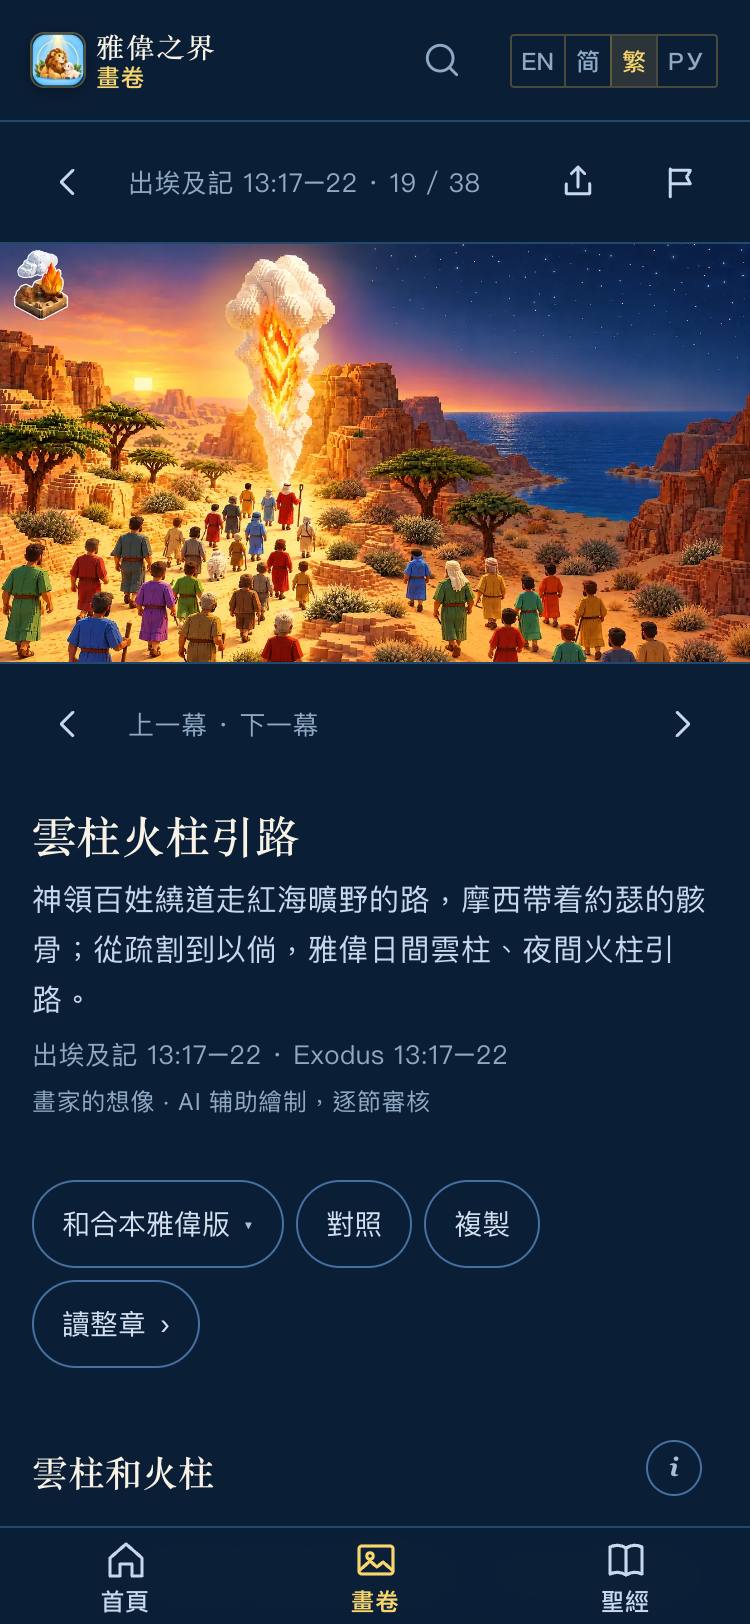 雅偉之界
畫卷
EN 简 繁 РУ
出埃及記 13:17—22 · 19 / 38
上一幕 · 下一幕
雲柱火柱引路
神領百姓繞道走紅海曠野的路，摩西帶着約瑟的骸
骨；從疏割到以倘，雅偉日間雲柱、夜間火柱引
路。
出埃及記 13:17—22 · Exodus 13:17—22
畫家的想像 · AI 辅助繪制，逐節審核
和合本雅偉版 ▾ 對照 複製
讀整章 ›
雲柱和火柱 i
首頁 畫卷 聖經